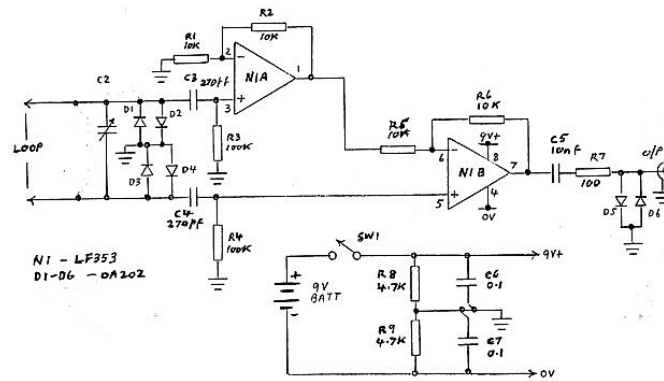 R1
10K
R2
10K
2
1
N1A
3
C2
C3
270pf
D1
D2
R3
100K
LOOP
D3
D4
C4
270pf
R4
100K
R5
10K
R6
10K
9V+
8
6
7
N1B
5
4
0V
C5
10nf
R7
100
O/P
D5
D6
N1 - LF353
D1-D6 - OA202
SW1
+
9V
BATT
R8
4.7K
R9
4.7K
C6
0.1
C7
0.1
9V+
0V